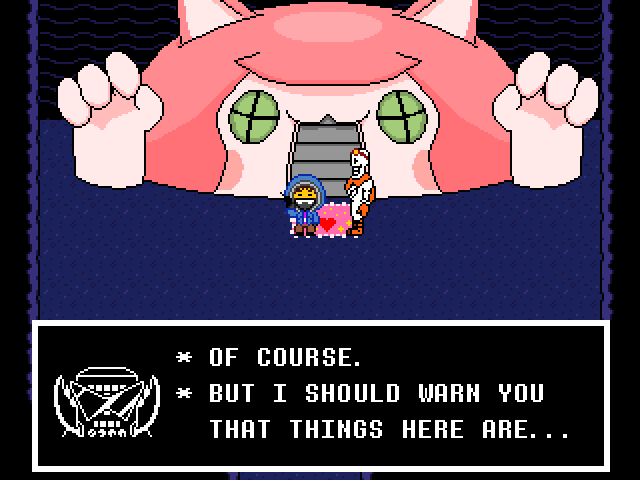 * OF COURSE.
* BUT I SHOULD WARN YOU
THAT THINGS HERE ARE...